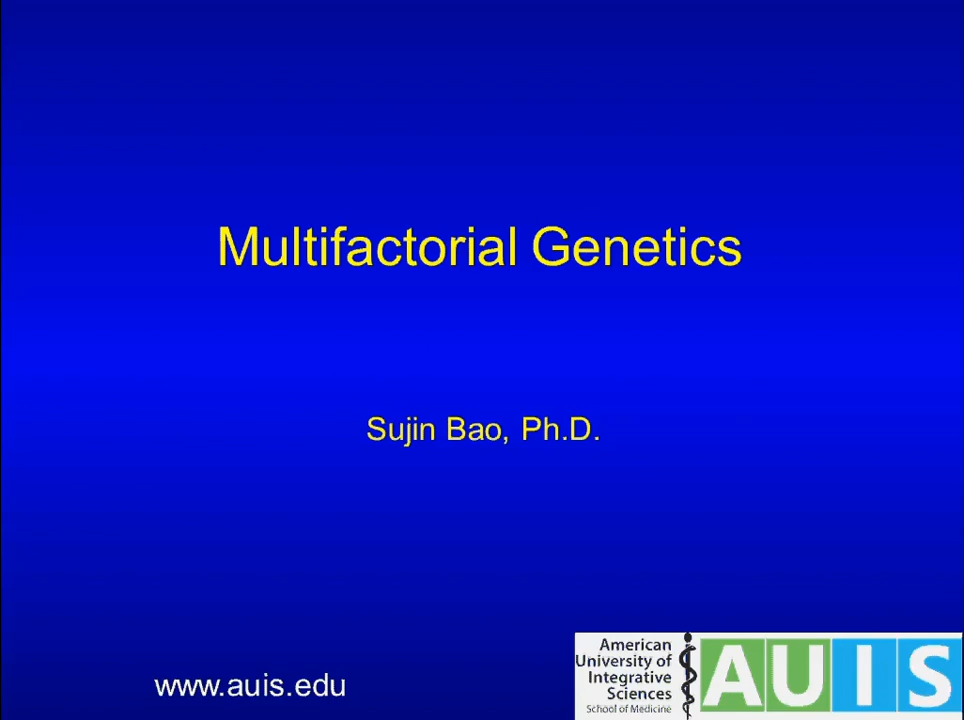 Multifactorial Genetics
Sujin Bao, Ph.D.
www.auis.edu
American
University of
Integrative
Sciences
School of Medicine
AUIS